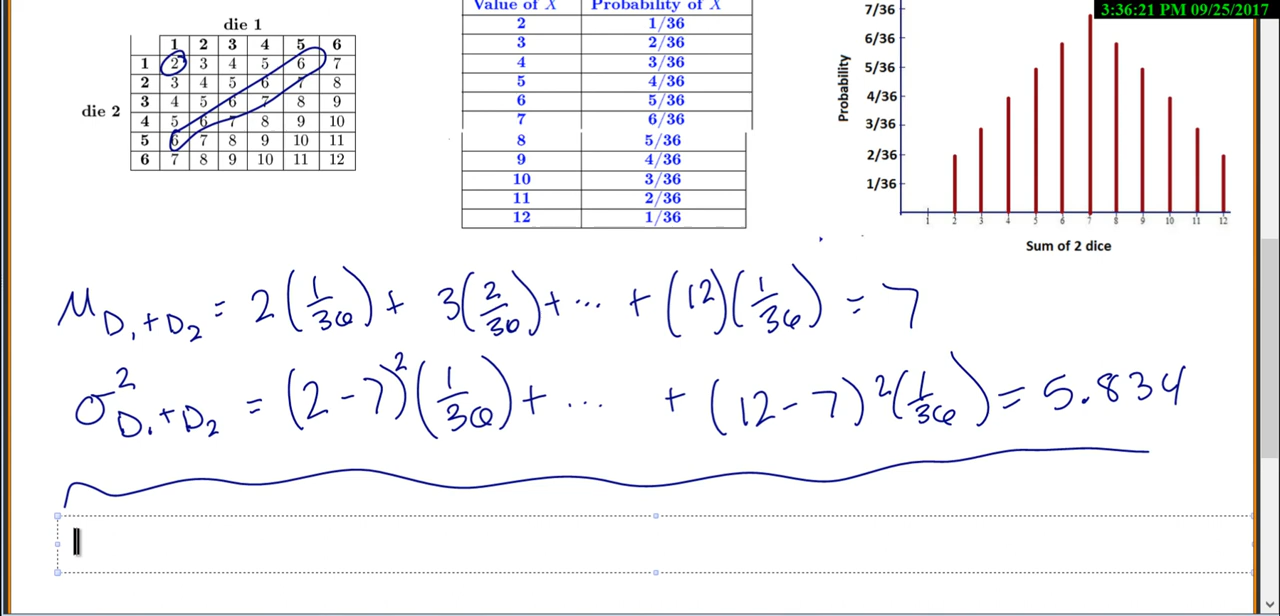 3:36:21 PM 09/25/2017
die 1
1 2 3 4 5 6
1 2 3 4 5 6 7
2 3 4 5 6 7 8
die 2
3 4 5 6 7 8 9
4 5 6 7 8 9 10
5 6 7 8 9 10 11
6 7 8 9 10 11 12
Value of X Probability of X
2 1/36
3 2/36
4 3/36
5 4/36
6 5/36
7 6/36
8 5/36
9 4/36
10 3/36
11 2/36
12 1/36
Probability
7/36
6/36
5/36
4/36
3/36
2/36
1/36
1 2 3 4 5 6 7 8 9 10 11 12
Sum of 2 dice
μ_{D₁+D₂} = 2(1/36) + 3(2/36) + ... + (12)(1/36) = 7
σ²_{D₁+D₂} = (2-7)²(1/36) + ... + (12-7)²(1/36) = 5.834